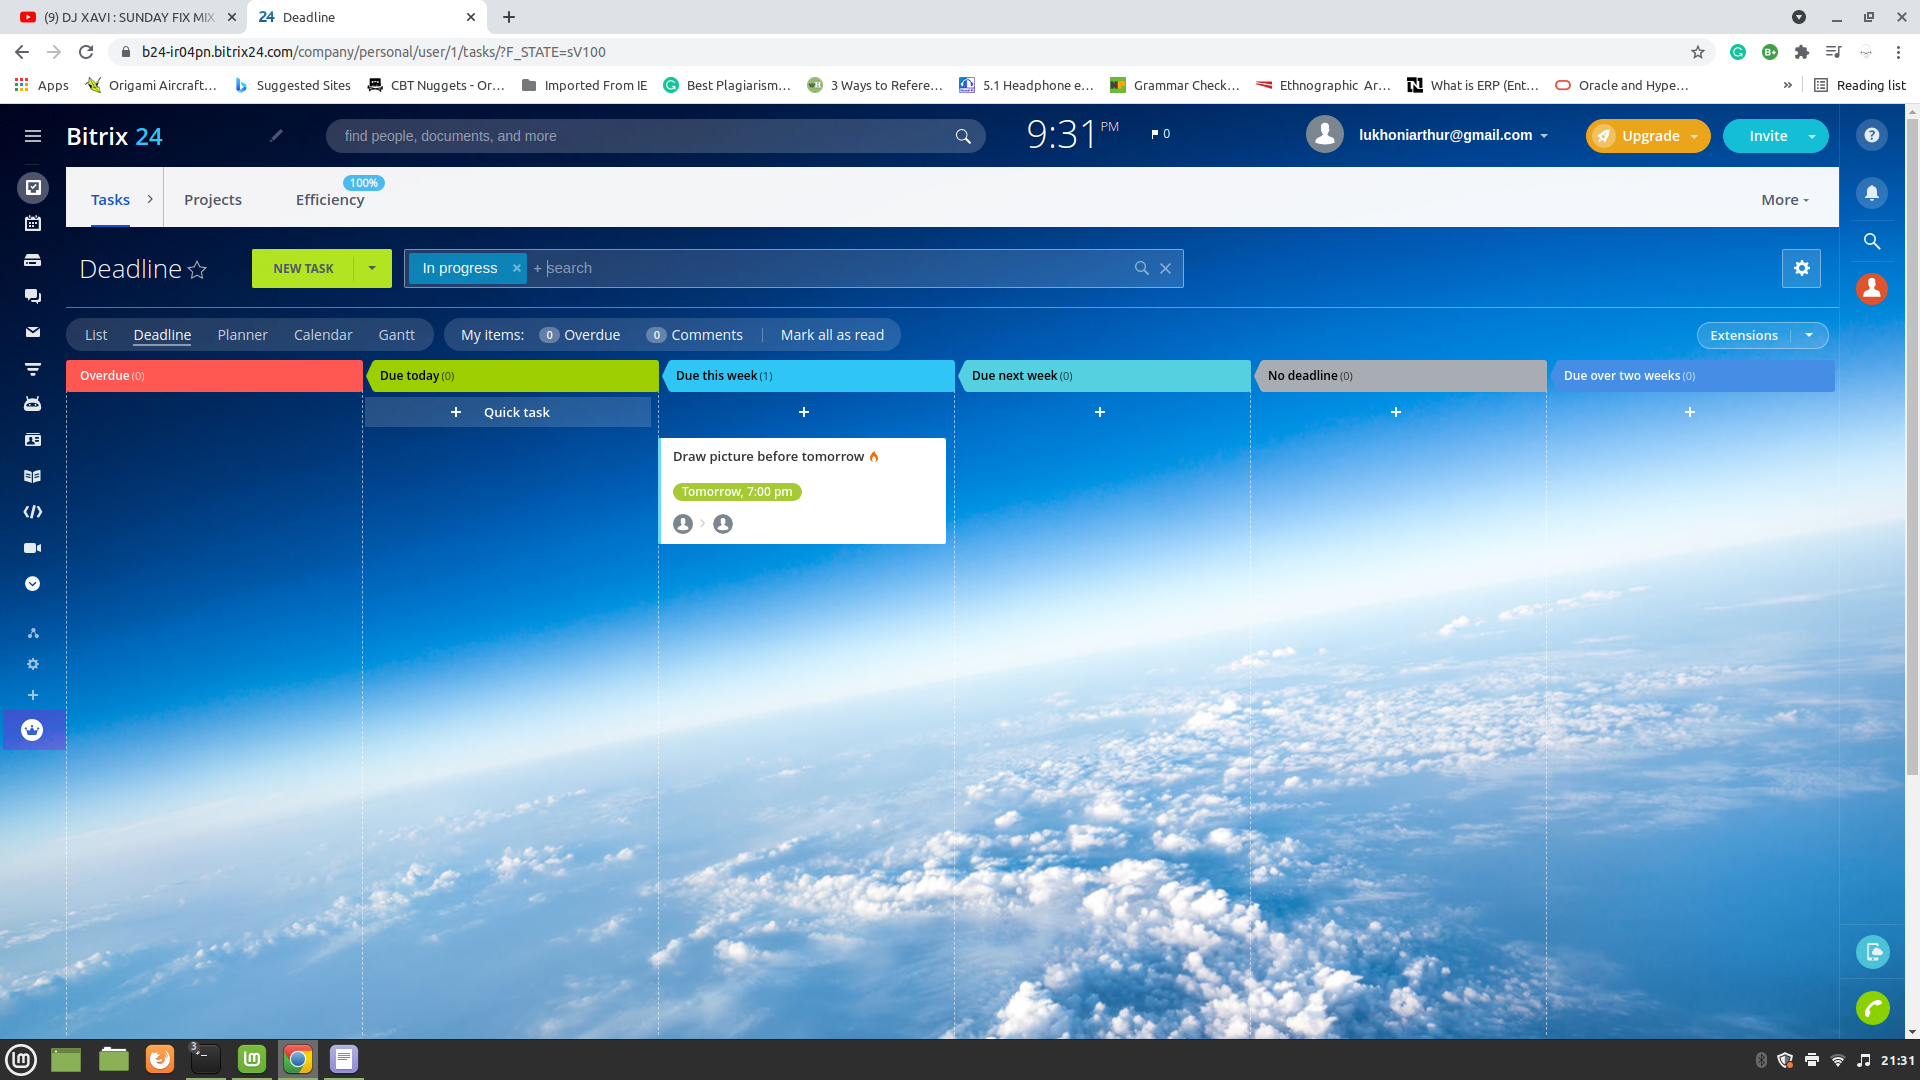 (9) DJ XAVI : SUNDAY FIX MIX
24 Deadline
b24-ir04pn.bitrix24.com/company/personal/user/1/tasks/?F_STATE=sV100
Apps Origami Aircraft... Suggested Sites CBT Nuggets - Or... Imported From IE Best Plagiarism... 3 Ways to Refere... 5.1 Headphone e... Grammar Check... Ethnographic Ar... What is ERP (Ent... Oracle and Hype... » Reading list
Bitrix 24 find people, documents, and more 9:31 PM 0 lukhoniarthur@gmail.com Upgrade Invite
100%
Tasks Projects Efficiency More
Deadline NEW TASK In progress × + search
List Deadline Planner Calendar Gantt My items: 0 Overdue 0 Comments Mark all as read Extensions
Overdue (0) Due today (0) Due this week (1) Due next week (0) No deadline (0) Due over two weeks (0)
+ Quick task + + + +
Draw picture before tomorrow
Tomorrow, 7:00 pm
3
21:31